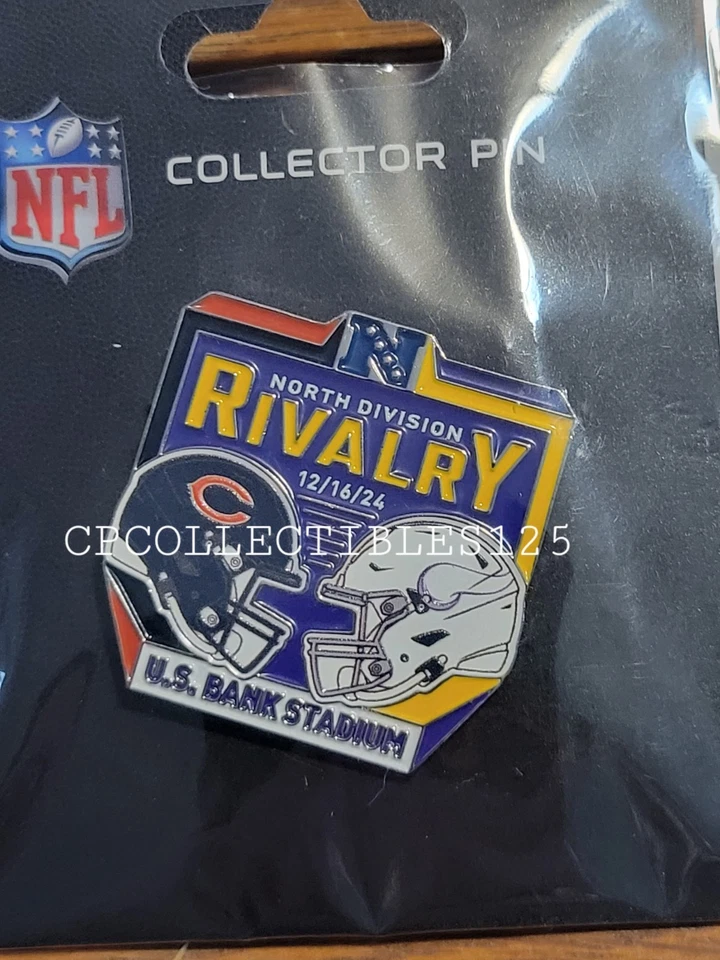 COLLECTOR PIN
NFL
N
NORTH DIVISION
RIVALRY
12/16/24
C
CPCOLLECTIBLES125
U.S. BANK STADIUM